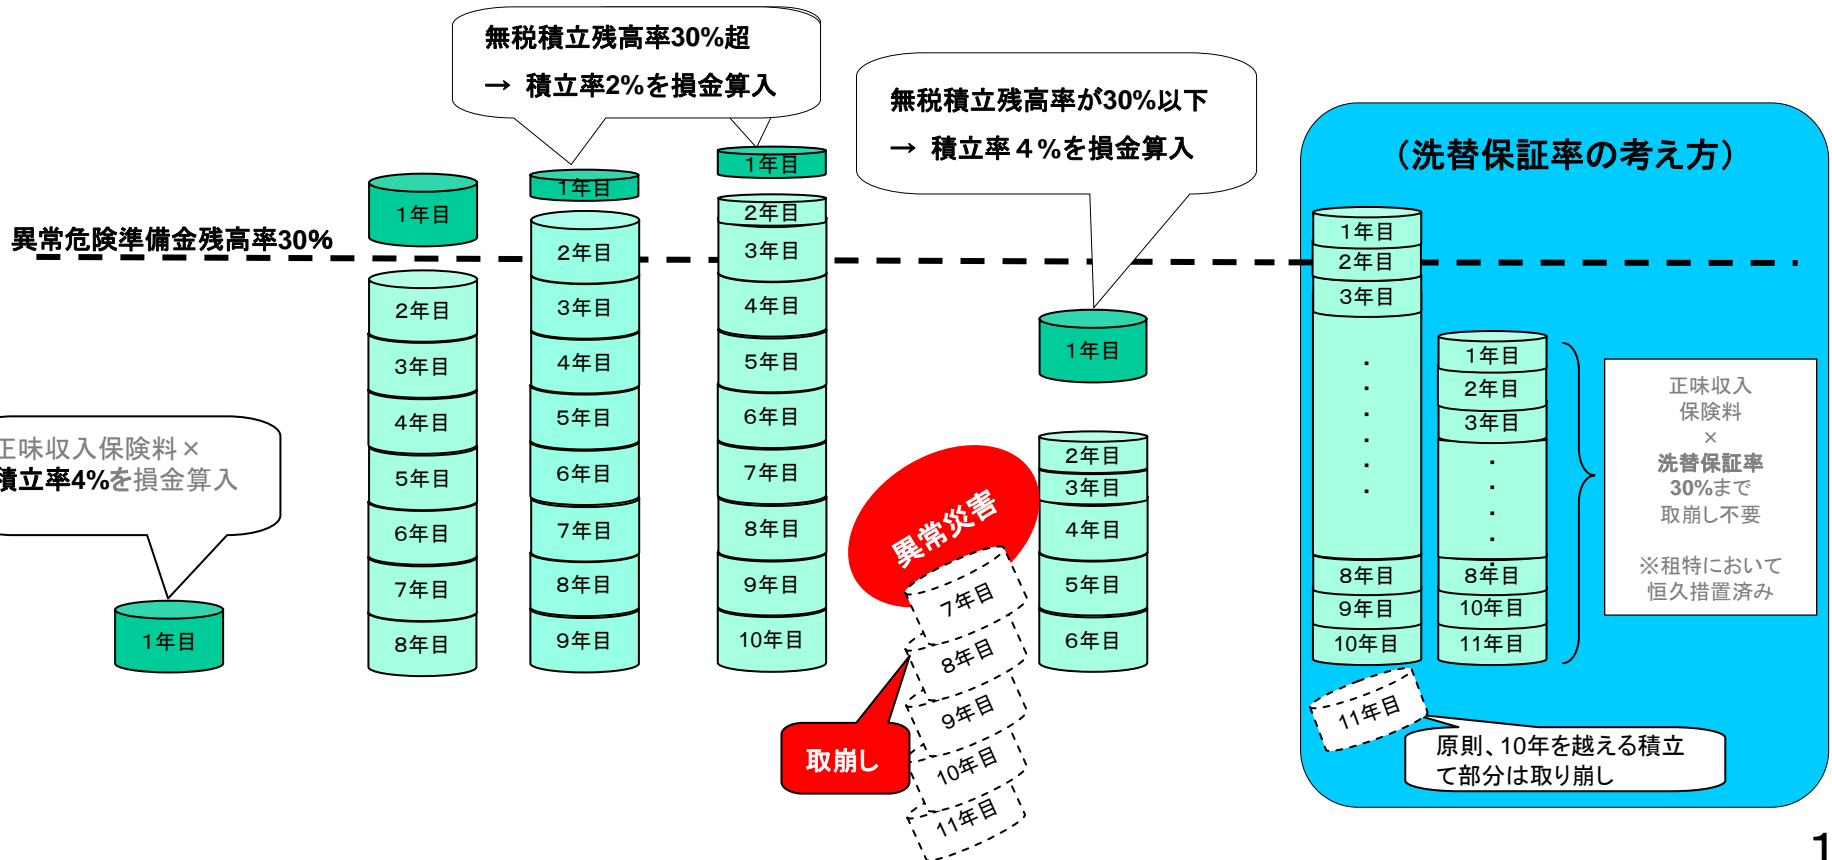 無税積立残高率30%超
→ 積立率2%を損金算入
無税積立残高率が30%以下
→ 積立率４%を損金算入
異常危険準備金残高率30%
正味収入保険料×
積立率4%を損金算入
1年目
1年目
2年目
3年目
4年目
5年目
6年目
7年目
8年目
1年目
2年目
3年目
4年目
5年目
6年目
7年目
8年目
9年目
1年目
2年目
3年目
4年目
5年目
6年目
7年目
8年目
9年目
10年目
異常災害
7年目
8年目
9年目
10年目
11年目
取崩し
1年目
2年目
3年目
4年目
5年目
6年目
（洗替保証率の考え方）
1年目
2年目
3年目
・
・
・
・
・
・
8年目
9年目
10年目
11年目
1年目
2年目
3年目
・
・
・
・
・
8年目
10年目
11年目
正味収入
保険料
×
洗替保証率
30%まで
取崩し不要
※租特において
恒久措置済み
原則、10年を越える積立
て部分は取り崩し
1